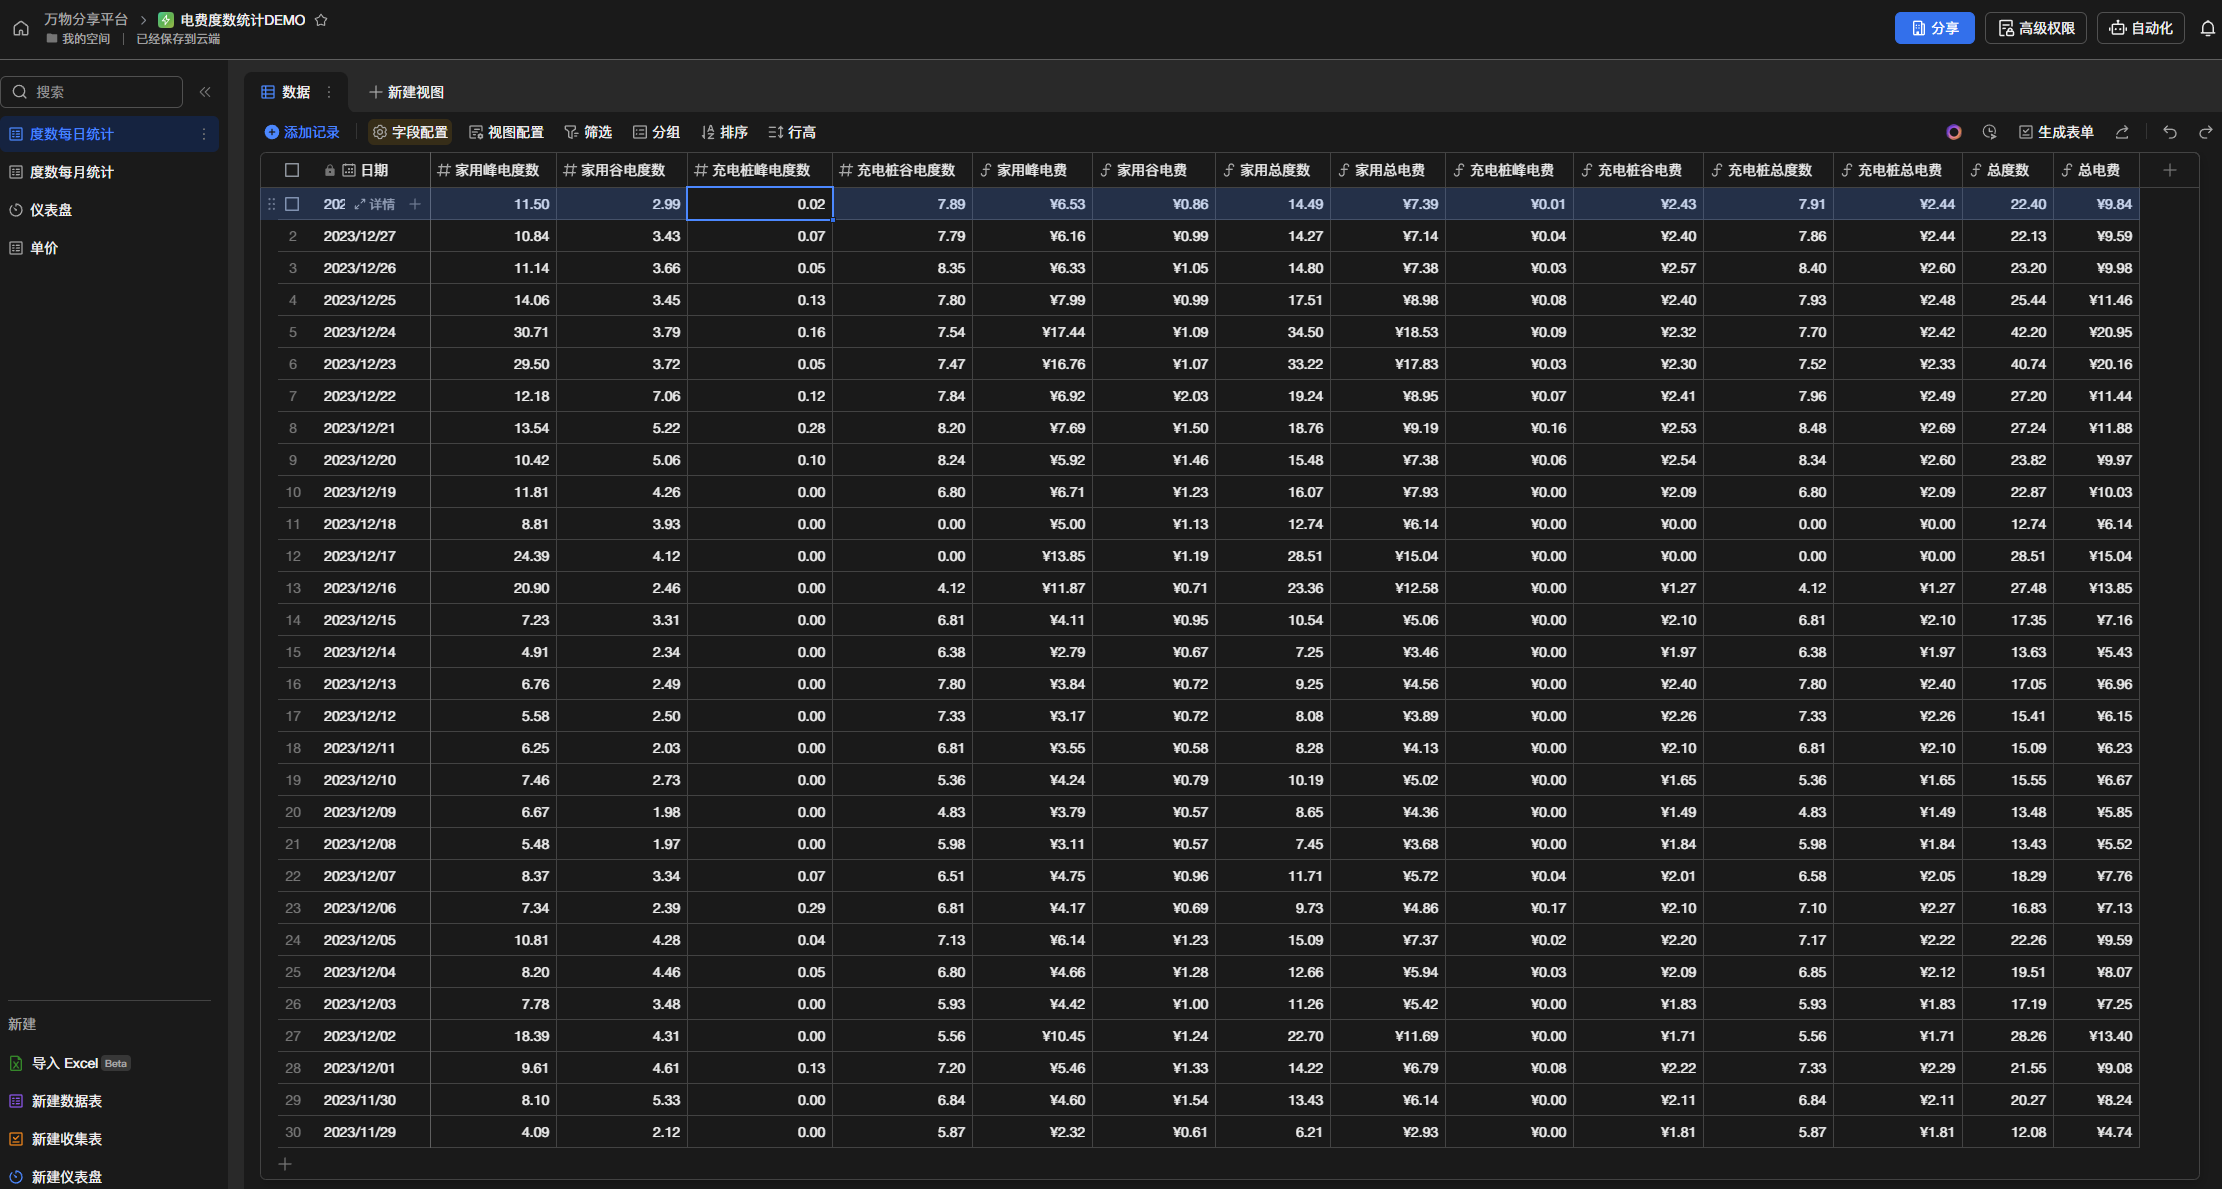 万物分享平台 > 电费度数统计DEMO
我的空间 | 已经保存到云端
分享 高级权限 自动化
搜索
度数每日统计
度数每月统计
仪表盘
单价
新建
导入 Excel Beta
新建数据表
新建收集表
新建仪表盘
数据 新建视图
添加记录 字段配置 视图配置 筛选 分组 排序 行高 生成表单
日期 家用峰电度数 家用谷电度数 充电桩峰电度数 充电桩谷电度数 家用峰电费 家用谷电费 家用总度数 家用总电费 充电桩峰电费 充电桩谷电费 充电桩总度数 充电桩总电费 总度数 总电费
202 详情 11.50 2.99 0.02 7.89 ¥6.53 ¥0.86 14.49 ¥7.39 ¥0.01 ¥2.43 7.91 ¥2.44 22.40 ¥9.84
2 2023/12/27 10.84 3.43 0.07 7.79 ¥6.16 ¥0.99 14.27 ¥7.14 ¥0.04 ¥2.40 7.86 ¥2.44 22.13 ¥9.59
3 2023/12/26 11.14 3.66 0.05 8.35 ¥6.33 ¥1.05 14.80 ¥7.38 ¥0.03 ¥2.57 8.40 ¥2.60 23.20 ¥9.98
4 2023/12/25 14.06 3.45 0.13 7.80 ¥7.99 ¥0.99 17.51 ¥8.98 ¥0.08 ¥2.40 7.93 ¥2.48 25.44 ¥11.46
5 2023/12/24 30.71 3.79 0.16 7.54 ¥17.44 ¥1.09 34.50 ¥18.53 ¥0.09 ¥2.32 7.70 ¥2.42 42.20 ¥20.95
6 2023/12/23 29.50 3.72 0.05 7.47 ¥16.76 ¥1.07 33.22 ¥17.83 ¥0.03 ¥2.30 7.52 ¥2.33 40.74 ¥20.16
7 2023/12/22 12.18 7.06 0.12 7.84 ¥6.92 ¥2.03 19.24 ¥8.95 ¥0.07 ¥2.41 7.96 ¥2.49 27.20 ¥11.44
8 2023/12/21 13.54 5.22 0.28 8.20 ¥7.69 ¥1.50 18.76 ¥9.19 ¥0.16 ¥2.53 8.48 ¥2.69 27.24 ¥11.88
9 2023/12/20 10.42 5.06 0.10 8.24 ¥5.92 ¥1.46 15.48 ¥7.38 ¥0.06 ¥2.54 8.34 ¥2.60 23.82 ¥9.97
10 2023/12/19 11.81 4.26 0.00 6.80 ¥6.71 ¥1.23 16.07 ¥7.93 ¥0.00 ¥2.09 6.80 ¥2.09 22.87 ¥10.03
11 2023/12/18 8.81 3.93 0.00 0.00 ¥5.00 ¥1.13 12.74 ¥6.14 ¥0.00 ¥0.00 0.00 ¥0.00 12.74 ¥6.14
12 2023/12/17 24.39 4.12 0.00 0.00 ¥13.85 ¥1.19 28.51 ¥15.04 ¥0.00 ¥0.00 0.00 ¥0.00 28.51 ¥15.04
13 2023/12/16 20.90 2.46 0.00 4.12 ¥11.87 ¥0.71 23.36 ¥12.58 ¥0.00 ¥1.27 4.12 ¥1.27 27.48 ¥13.85
14 2023/12/15 7.23 3.31 0.00 6.81 ¥4.11 ¥0.95 10.54 ¥5.06 ¥0.00 ¥2.10 6.81 ¥2.10 17.35 ¥7.16
15 2023/12/14 4.91 2.34 0.00 6.38 ¥2.79 ¥0.67 7.25 ¥3.46 ¥0.00 ¥1.97 6.38 ¥1.97 13.63 ¥5.43
16 2023/12/13 6.76 2.49 0.00 7.80 ¥3.84 ¥0.72 9.25 ¥4.56 ¥0.00 ¥2.40 7.80 ¥2.40 17.05 ¥6.96
17 2023/12/12 5.58 2.50 0.00 7.33 ¥3.17 ¥0.72 8.08 ¥3.89 ¥0.00 ¥2.26 7.33 ¥2.26 15.41 ¥6.15
18 2023/12/11 6.25 2.03 0.00 6.81 ¥3.55 ¥0.58 8.28 ¥4.13 ¥0.00 ¥2.10 6.81 ¥2.10 15.09 ¥6.23
19 2023/12/10 7.46 2.73 0.00 5.36 ¥4.24 ¥0.79 10.19 ¥5.02 ¥0.00 ¥1.65 5.36 ¥1.65 15.55 ¥6.67
20 2023/12/09 6.67 1.98 0.00 4.83 ¥3.79 ¥0.57 8.65 ¥4.36 ¥0.00 ¥1.49 4.83 ¥1.49 13.48 ¥5.85
21 2023/12/08 5.48 1.97 0.00 5.98 ¥3.11 ¥0.57 7.45 ¥3.68 ¥0.00 ¥1.84 5.98 ¥1.84 13.43 ¥5.52
22 2023/12/07 8.37 3.34 0.07 6.51 ¥4.75 ¥0.96 11.71 ¥5.72 ¥0.04 ¥2.01 6.58 ¥2.05 18.29 ¥7.76
23 2023/12/06 7.34 2.39 0.29 6.81 ¥4.17 ¥0.69 9.73 ¥4.86 ¥0.17 ¥2.10 7.10 ¥2.27 16.83 ¥7.13
24 2023/12/05 10.81 4.28 0.04 7.13 ¥6.14 ¥1.23 15.09 ¥7.37 ¥0.02 ¥2.20 7.17 ¥2.22 22.26 ¥9.59
25 2023/12/04 8.20 4.46 0.05 6.80 ¥4.66 ¥1.28 12.66 ¥5.94 ¥0.03 ¥2.09 6.85 ¥2.12 19.51 ¥8.07
26 2023/12/03 7.78 3.48 0.00 5.93 ¥4.42 ¥1.00 11.26 ¥5.42 ¥0.00 ¥1.83 5.93 ¥1.83 17.19 ¥7.25
27 2023/12/02 18.39 4.31 0.00 5.56 ¥10.45 ¥1.24 22.70 ¥11.69 ¥0.00 ¥1.71 5.56 ¥1.71 28.26 ¥13.40
28 2023/12/01 9.61 4.61 0.13 7.20 ¥5.46 ¥1.33 14.22 ¥6.79 ¥0.08 ¥2.22 7.33 ¥2.29 21.55 ¥9.08
29 2023/11/30 8.10 5.33 0.00 6.84 ¥4.60 ¥1.54 13.43 ¥6.14 ¥0.00 ¥2.11 6.84 ¥2.11 20.27 ¥8.24
30 2023/11/29 4.09 2.12 0.00 5.87 ¥2.32 ¥0.61 6.21 ¥2.93 ¥0.00 ¥1.81 5.87 ¥1.81 12.08 ¥4.74